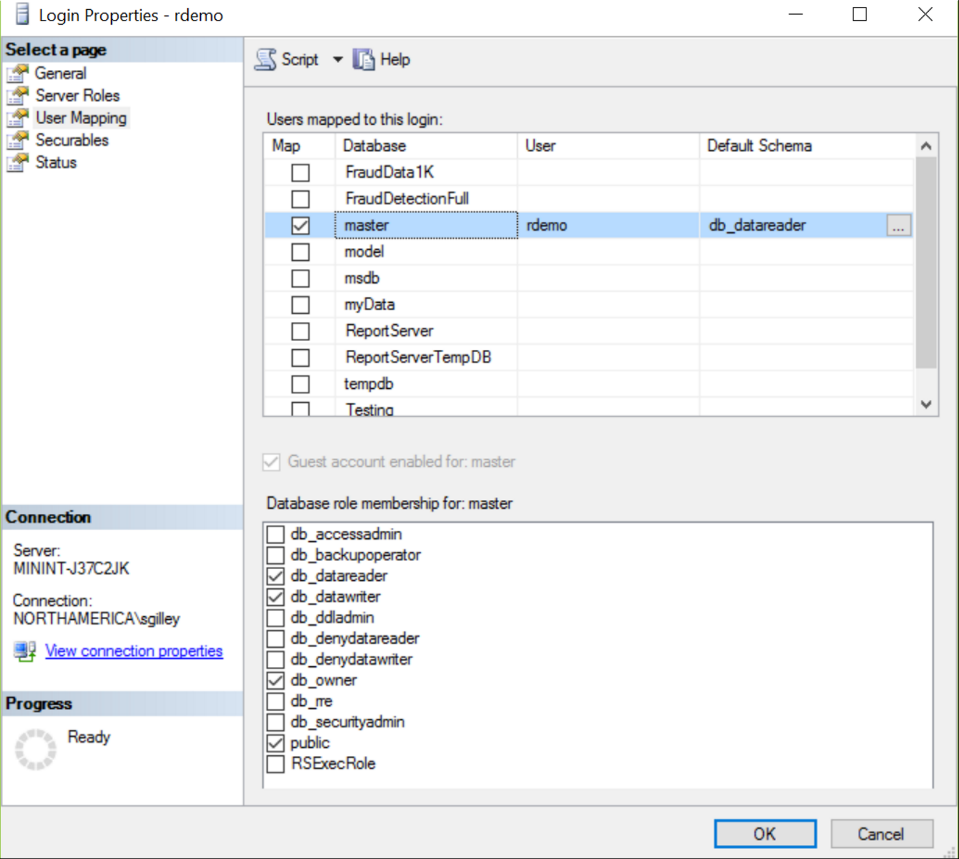 Login Properties - rdemo
Select a page
General
Server Roles
User Mapping
Securables
Status
Script Help
Users mapped to this login:
Map Database User Default Schema
FraudData1K
FraudDetectionFull
master rdemo db_datareader ...
model
msdb
myData
ReportServer
ReportServerTempDB
tempdb
Testing
Guest account enabled for: master
Database role membership for: master
db_accessadmin
db_backupoperator
db_datareader
db_datawriter
db_ddladmin
db_denydatareader
db_denydatawriter
db_owner
db_rre
db_securityadmin
public
RSExecRole
Connection
Server:
MININT-J37C2JK
Connection:
NORTHAMERICA\sgilley
View connection properties
Progress
Ready
OK Cancel